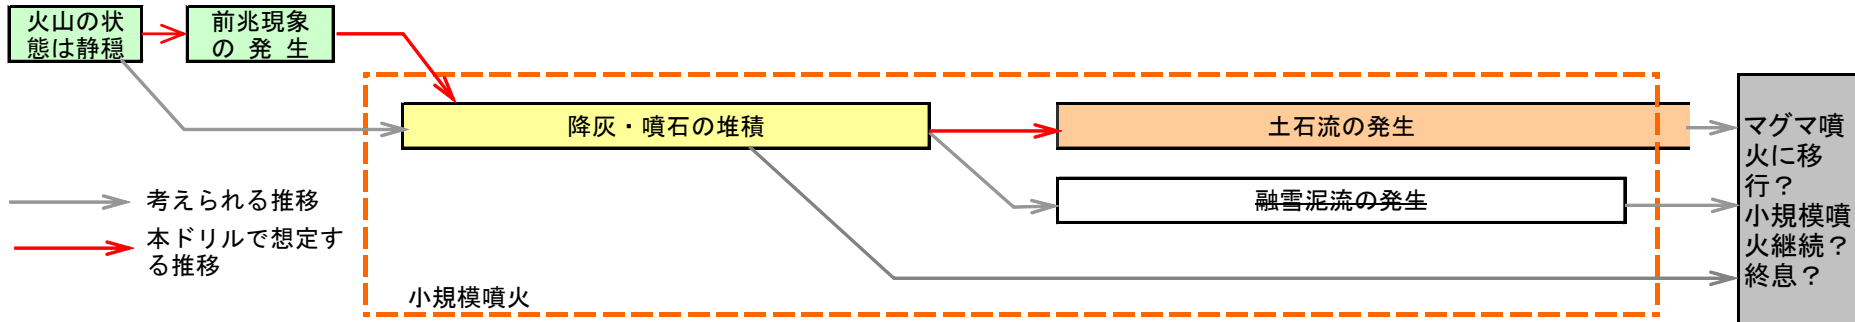 火山の状
態は静穏
前兆現象
の 発 生
降灰・噴石の堆積
土石流の発生
融雪泥流の発生
マグマ噴
火に移
行？
小規模噴
火継続？
終息？
考えられる推移
本ドリルで想定す
る推移
小規模噴火